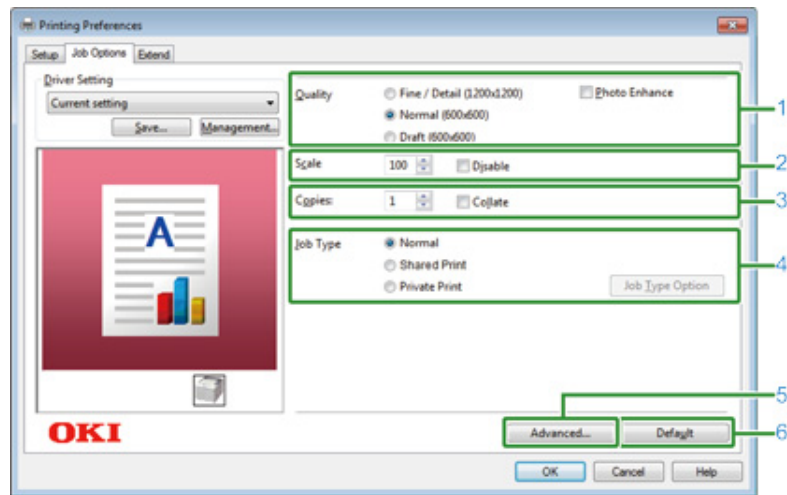 Printing Preferences
Setup Job Options Extend
Driver Setting
Current setting
Save... Management...
Quality Fine / Detail (1200x1200) Photo Enhance
Normal (600x600)
Draft (600x600)
1
Scale 100 Disable
2
Copies: 1 Collate
3
Job Type Normal
Shared Print
Private Print Job Type Option
4
A
OKI
5
Advanced... Default
6
OK Cancel Help